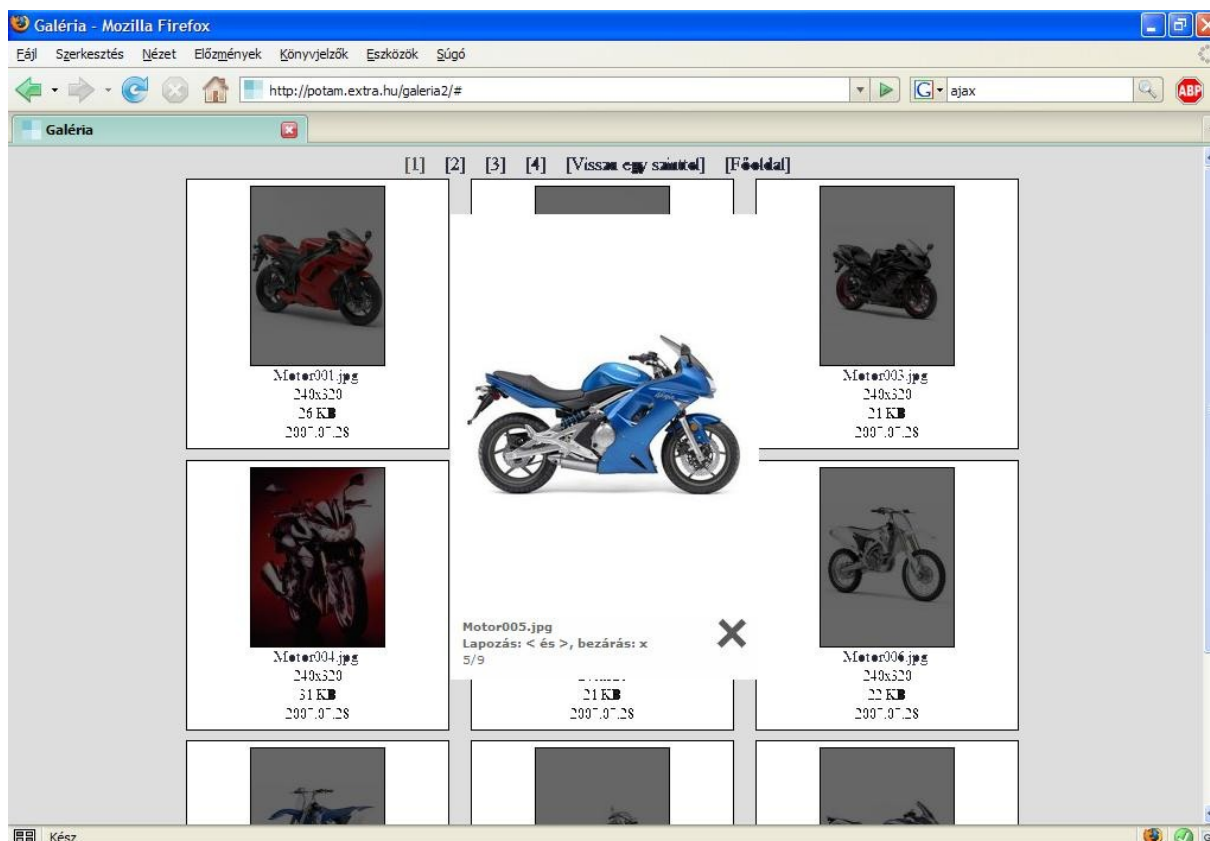 Galéria - Mozilla Firefox
Fájl Szerkesztés Nézet Előzmények Könyvjelzők Eszközök Súgó
http://potam.extra.hu/galeria2/# G ajax ABP
Galéria
[1] [2] [3] [4] [Vissza egy szinttel] [Főoldal]
Motor001.jpg
240x320
26 KB
2007.07.28
Motor003.jpg
240x320
21 KB
2007.07.28
Motor005.jpg
Lapozás: < és >, bezárás: x
5/9
Motor004.jpg
240x320
31 KB
2007.07.28
21 KB
2007.07.28
Motor006.jpg
240x320
22 KB
2007.07.28
Kész